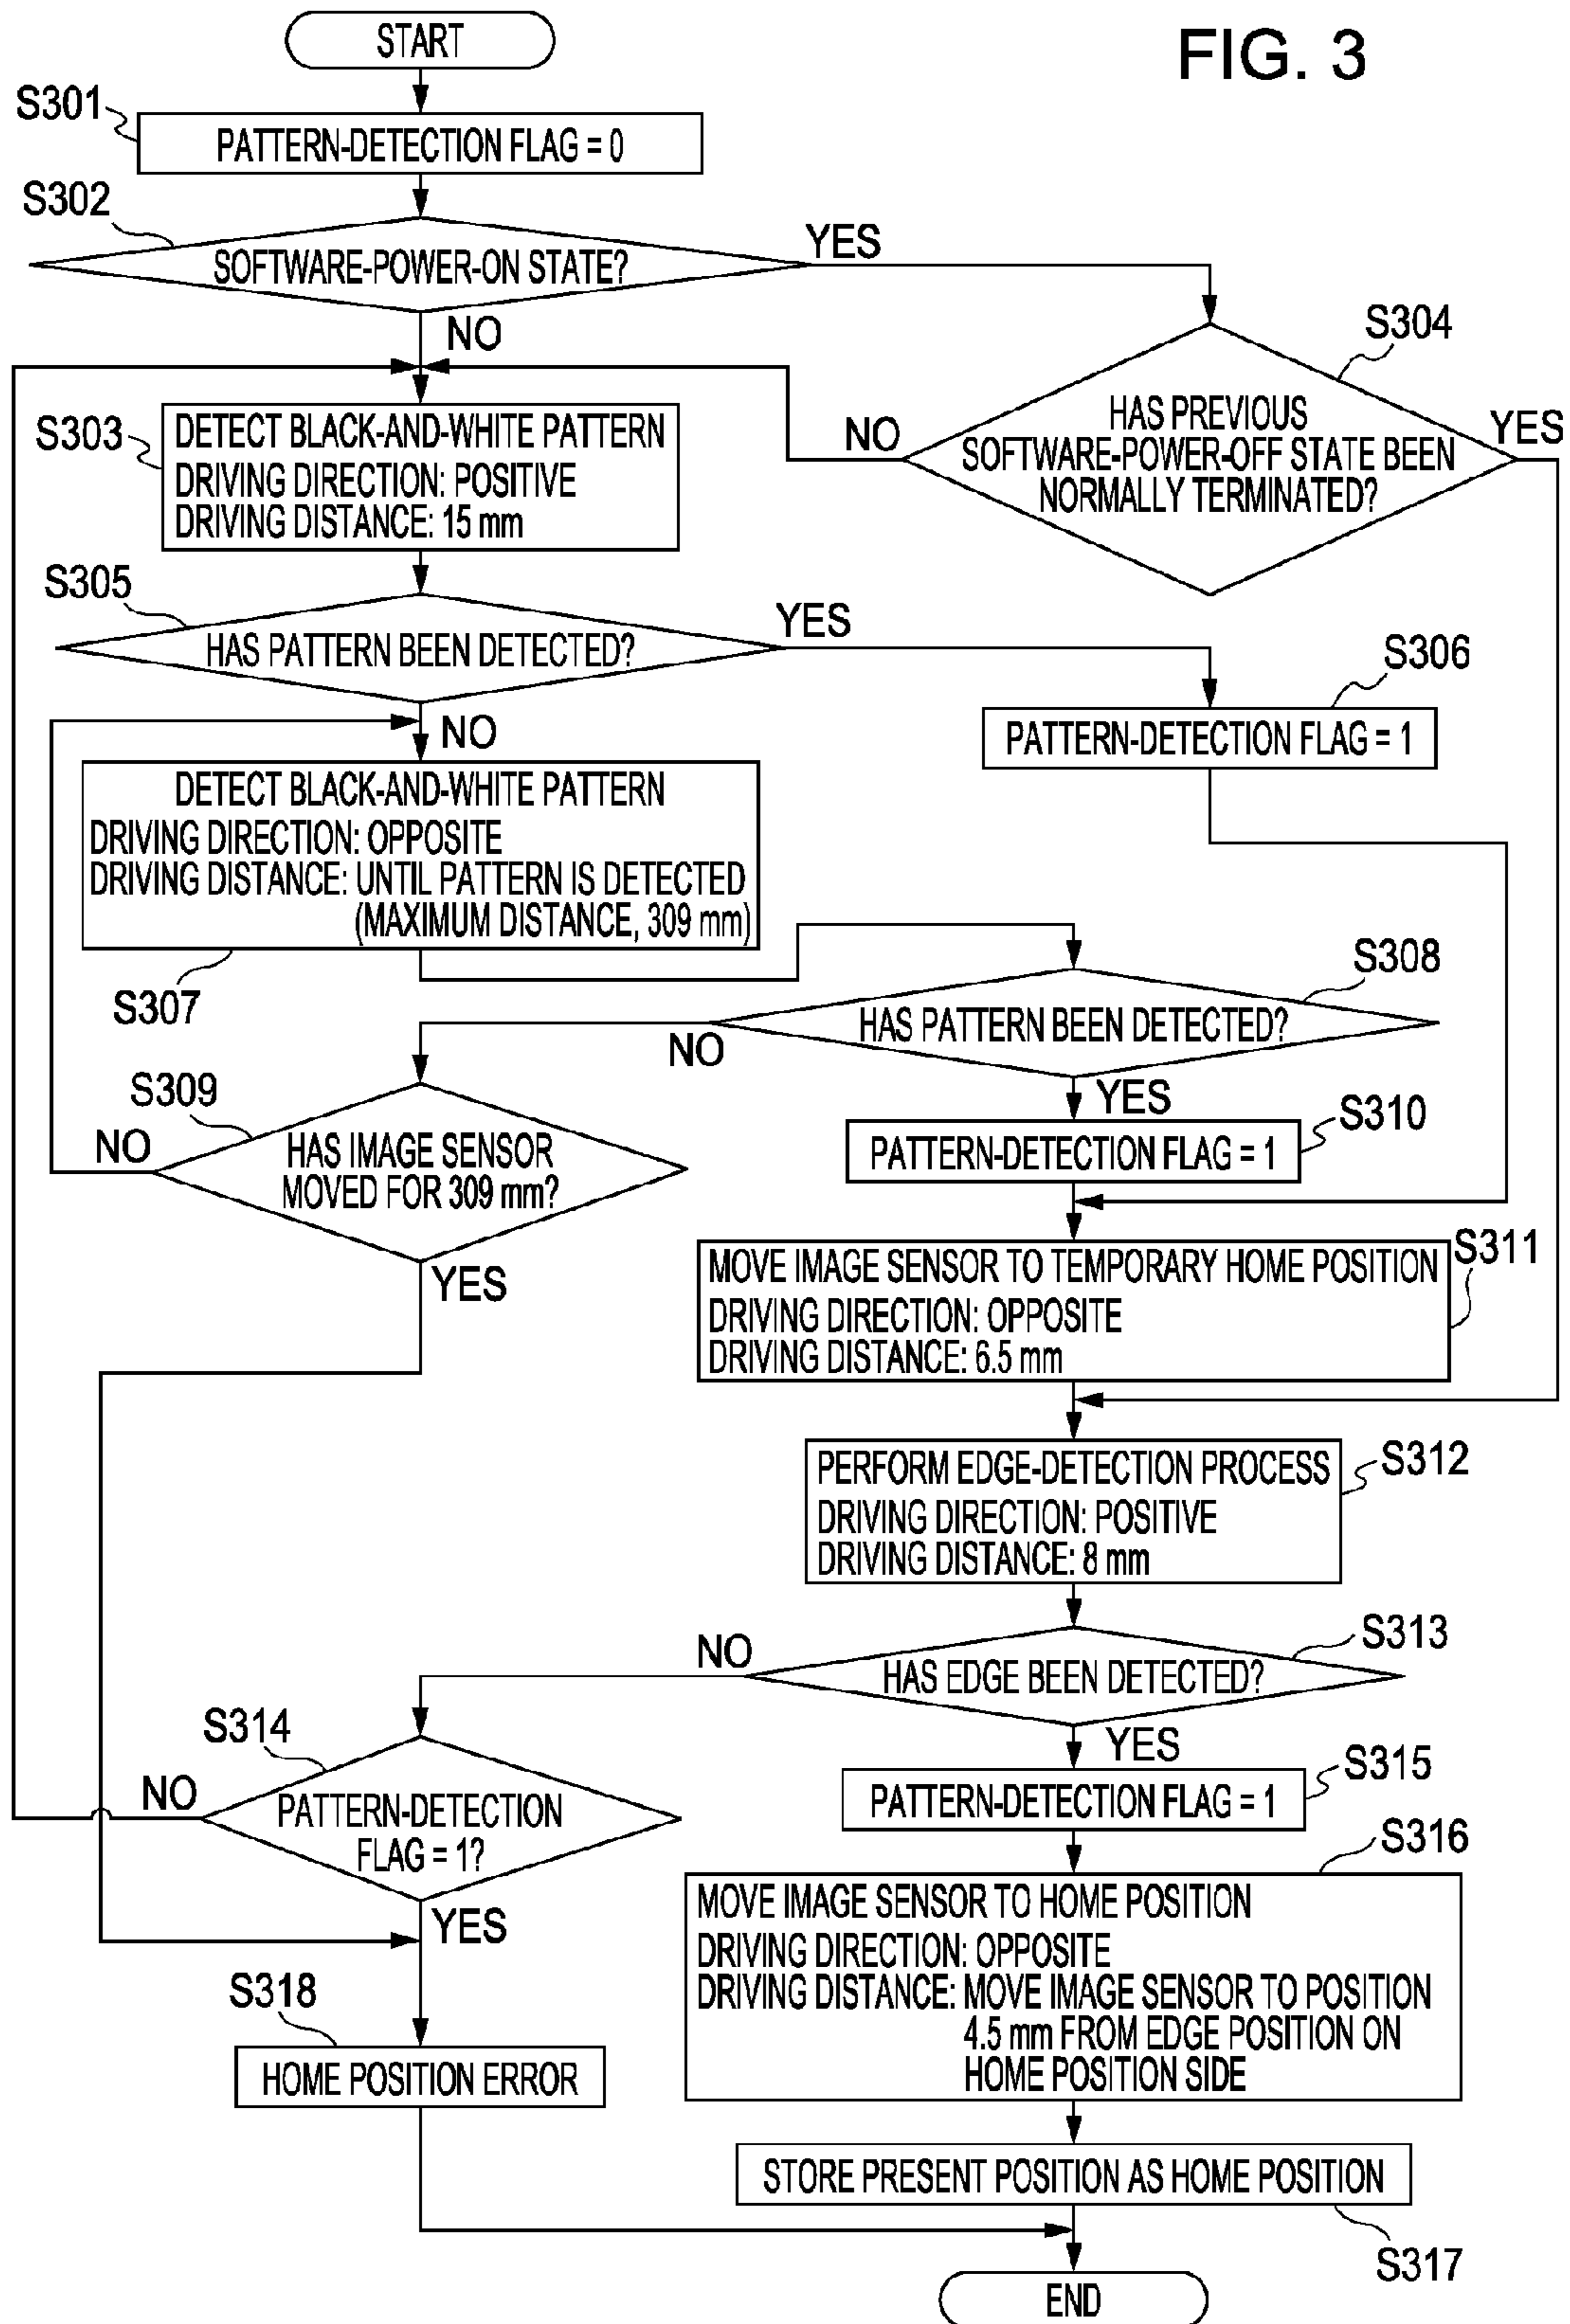 START
FIG. 3
S301
PATTERN-DETECTION FLAG = 0
S302
SOFTWARE-POWER-ON STATE?
YES
NO
S304
HAS PREVIOUS
SOFTWARE-POWER-OFF STATE BEEN
NORMALLY TERMINATED?
NO
YES
S303
DETECT BLACK-AND-WHITE PATTERN
DRIVING DIRECTION: POSITIVE
DRIVING DISTANCE: 15 mm
S305
HAS PATTERN BEEN DETECTED?
YES
NO
S306
PATTERN-DETECTION FLAG = 1
DETECT BLACK-AND-WHITE PATTERN
DRIVING DIRECTION: OPPOSITE
DRIVING DISTANCE: UNTIL PATTERN IS DETECTED
(MAXIMUM DISTANCE, 309 mm)
S307
S308
HAS PATTERN BEEN DETECTED?
NO
YES
S309
HAS IMAGE SENSOR
MOVED FOR 309 mm?
NO
YES
S310
PATTERN-DETECTION FLAG = 1
S311
MOVE IMAGE SENSOR TO TEMPORARY HOME POSITION
DRIVING DIRECTION: OPPOSITE
DRIVING DISTANCE: 6.5 mm
S312
PERFORM EDGE-DETECTION PROCESS
DRIVING DIRECTION: POSITIVE
DRIVING DISTANCE: 8 mm
S313
HAS EDGE BEEN DETECTED?
NO
YES
S314
PATTERN-DETECTION
FLAG = 1?
NO
YES
S315
PATTERN-DETECTION FLAG = 1
S316
MOVE IMAGE SENSOR TO HOME POSITION
DRIVING DIRECTION: OPPOSITE
DRIVING DISTANCE: MOVE IMAGE SENSOR TO POSITION
4.5 mm FROM EDGE POSITION ON
HOME POSITION SIDE
S318
HOME POSITION ERROR
STORE PRESENT POSITION AS HOME POSITION
S317
END